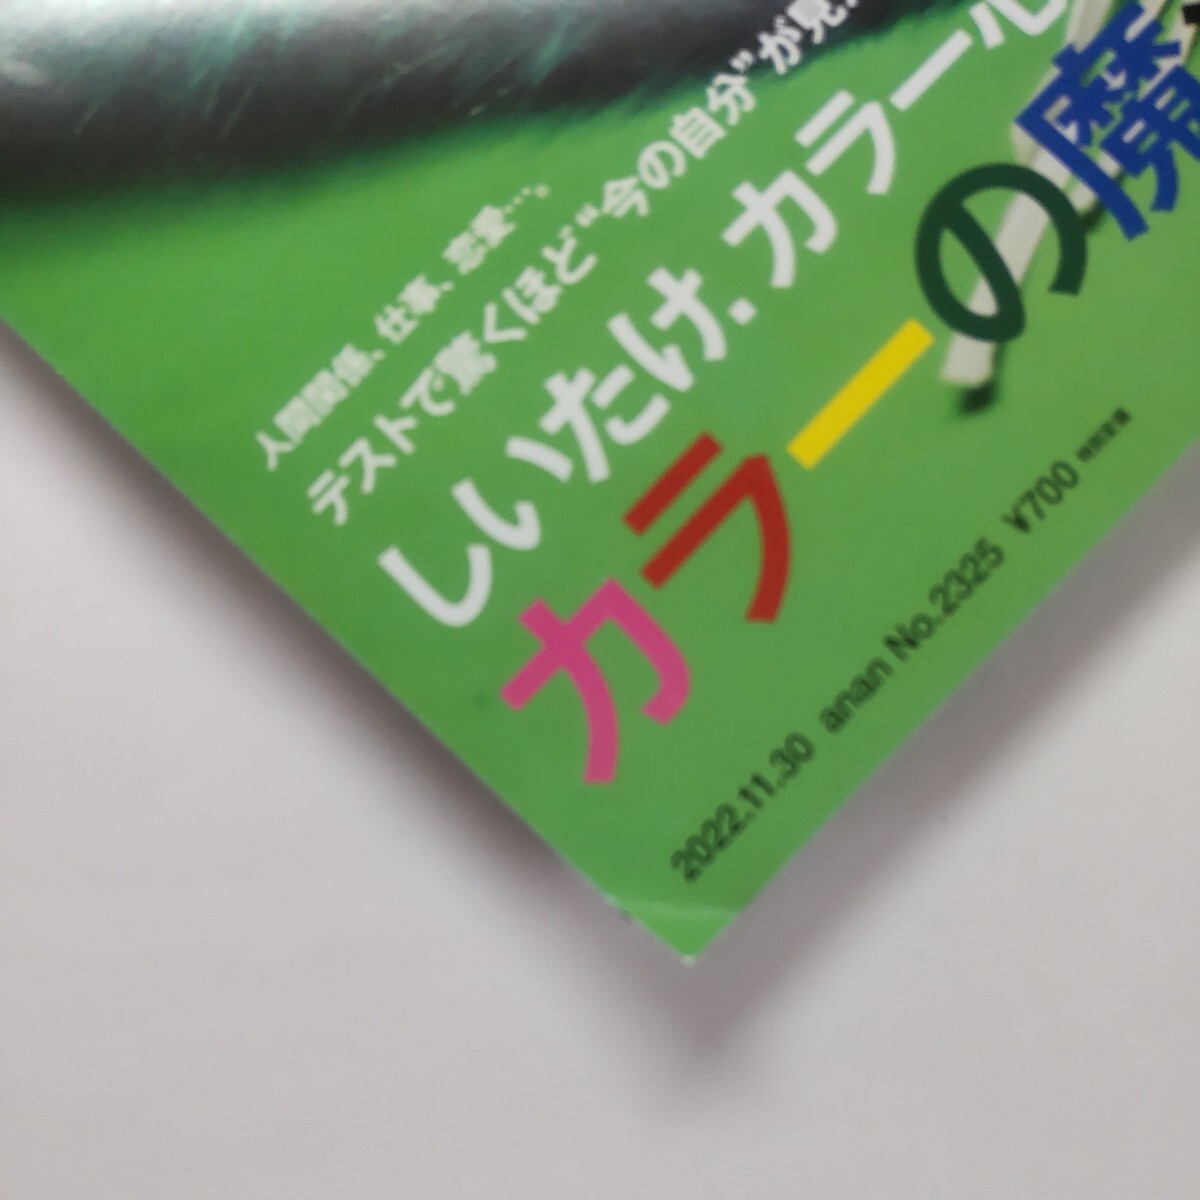 人間関係、仕事、恋愛…。
テストで驚くほど“今の自分”が見
しいたけ.カラール
カラーの魔
2022.11.30 anan No.2325 ¥700